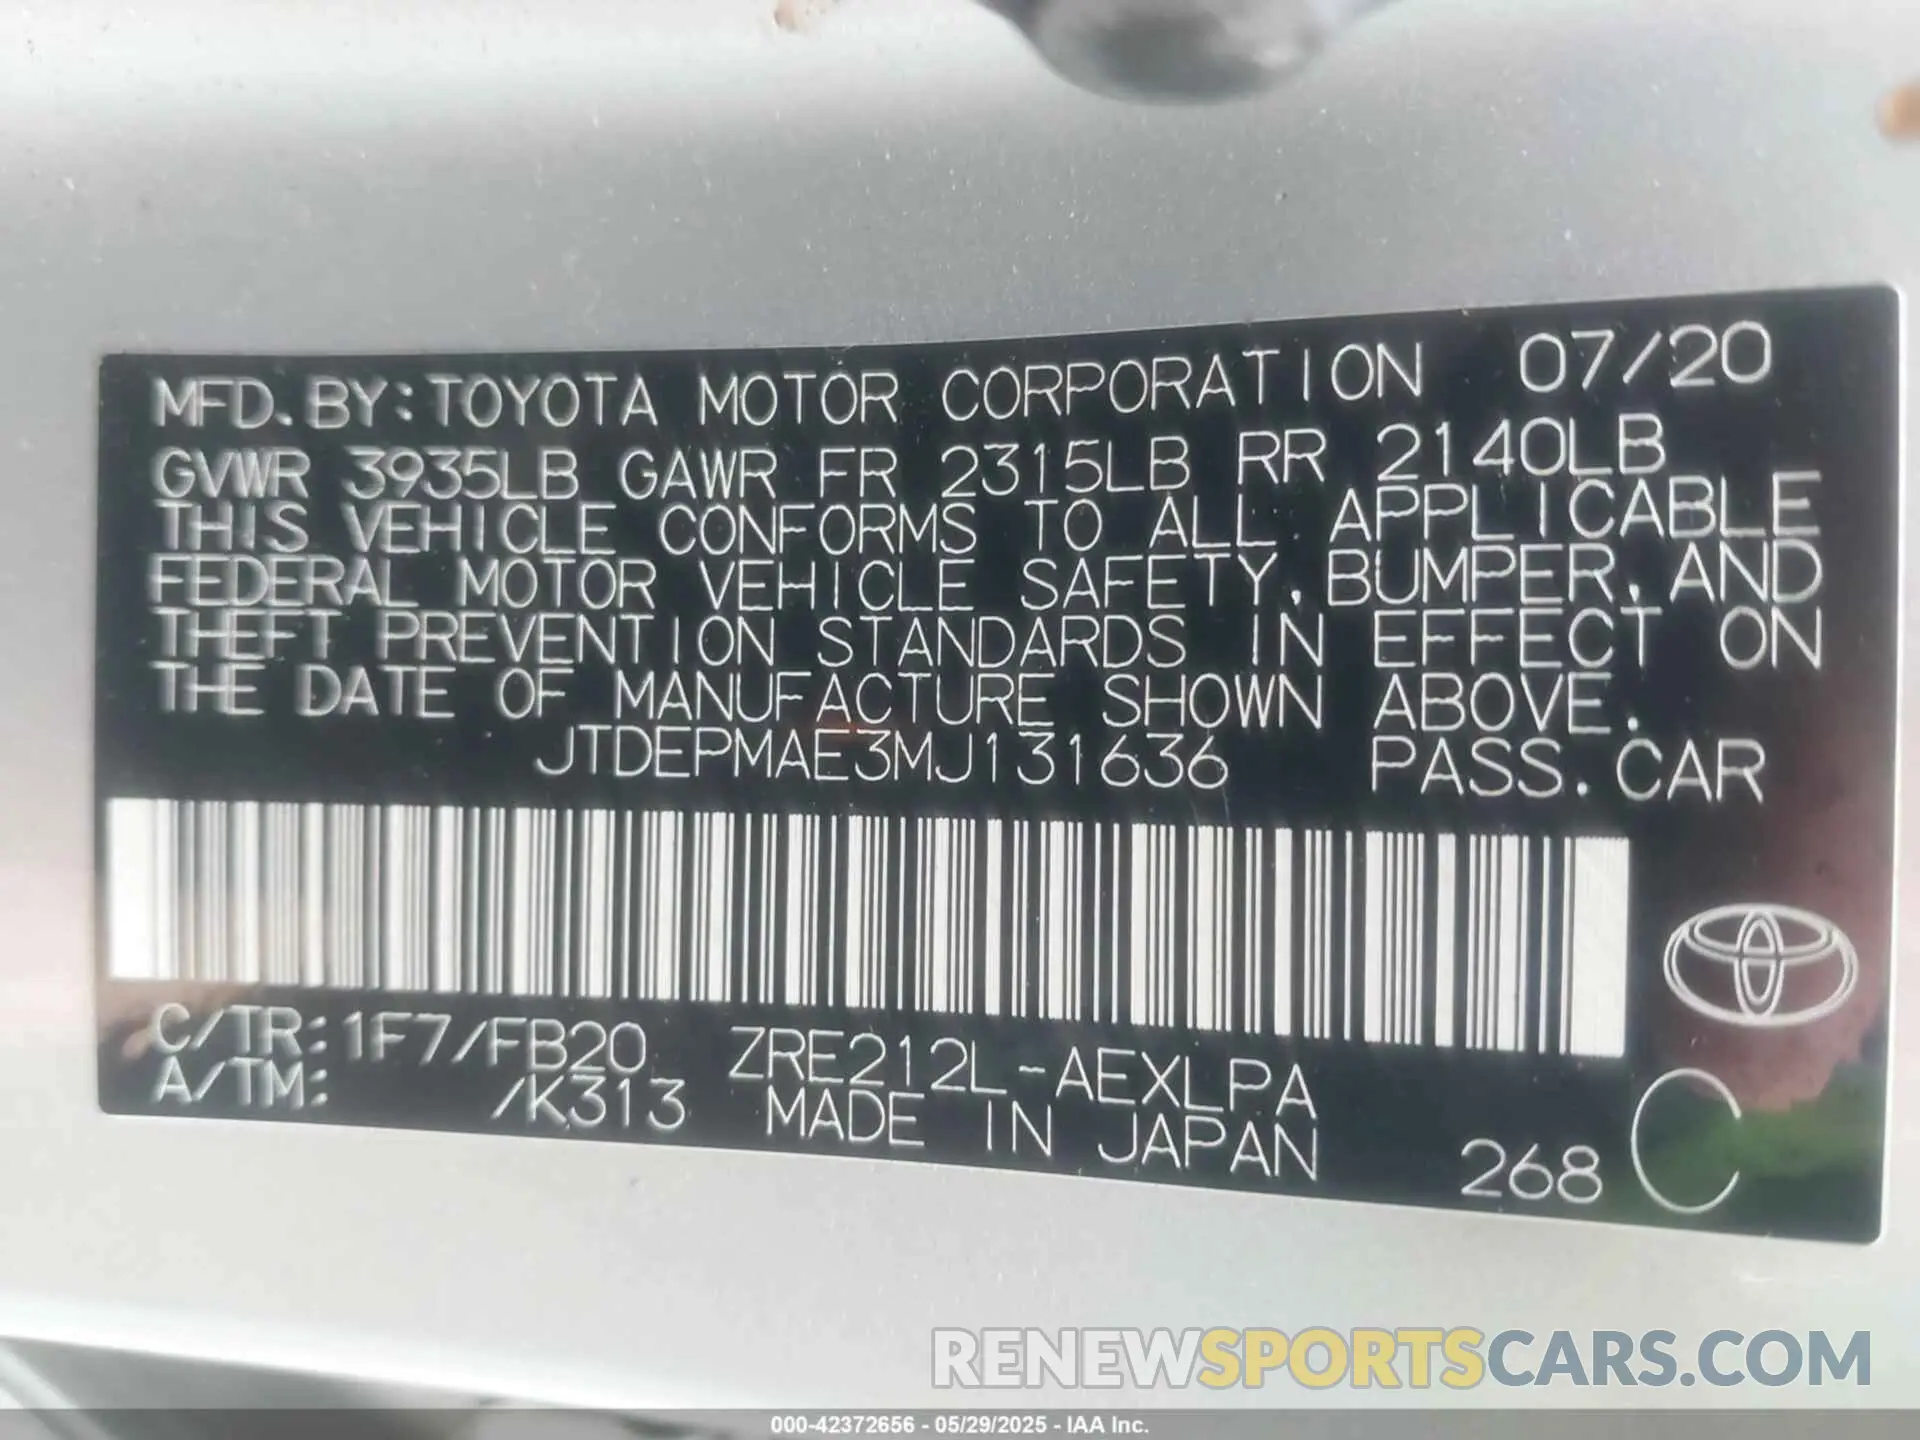 MFD. BY: TOYOTA MOTOR CORPORATION 07/20
GVWR 3935LB GAWR FR 2315LB RR 2140LB
THIS VEHICLE CONFORMS TO ALL APPLICABLE
FEDERAL MOTOR VEHICLE SAFETY, BUMPER, AND
THEFT PREVENTION STANDARDS IN EFFECT ON
THE DATE OF MANUFACTURE SHOWN ABOVE.
JTDEPMAE3MJ131636 PASS. CAR
C/TR: 1F7/FB20 ZRE212L-AEXLPA
A/TM: /K313 MADE IN JAPAN 268 C
RENEWSPORTSCARS.COM
000-42372656 - 05/29/2025 - IAA Inc.